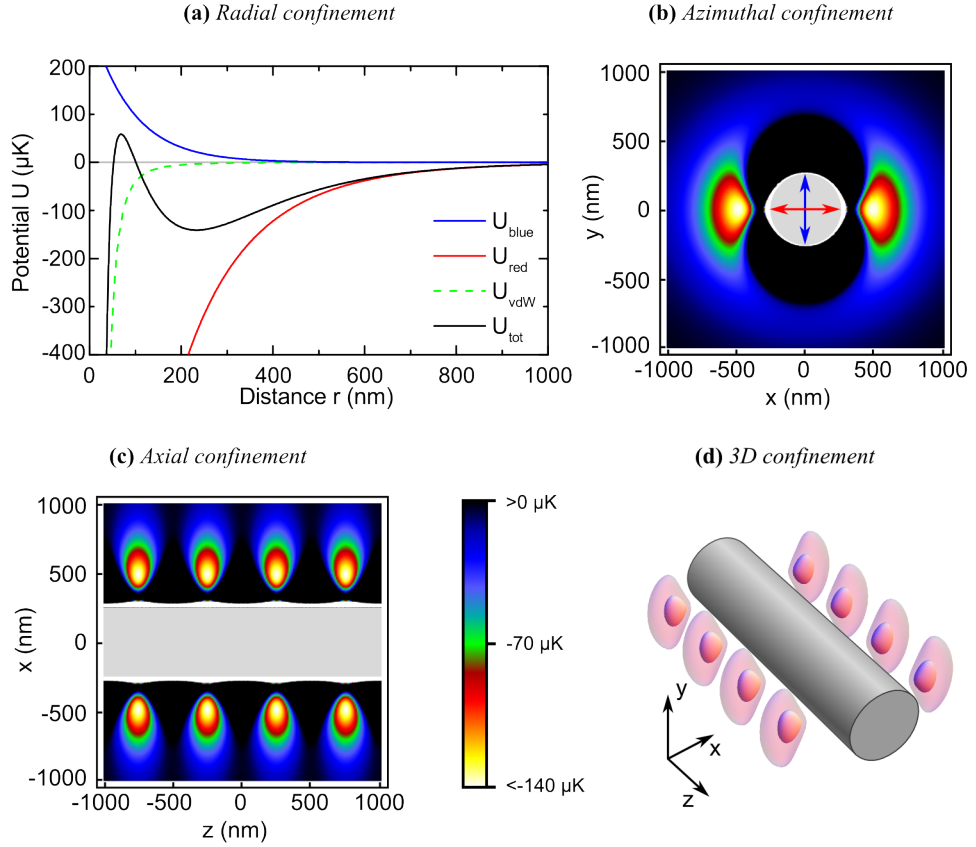 (a) Radial confinement
200
100
0
-100
-200
-300
-400
Potential U (µK)
0 200 400 600 800 1000
Distance r (nm)
U_blue
U_red
U_vdW
U_tot
(b) Azimuthal confinement
1000
500
0
-500
-1000
y (nm)
-1000 -500 0 500 1000
x (nm)
(c) Axial confinement
1000
500
0
-500
-1000
x (nm)
-1000 -500 0 500 1000
z (nm)
>0 µK
-70 µK
<-140 µK
(d) 3D confinement
y
x
z